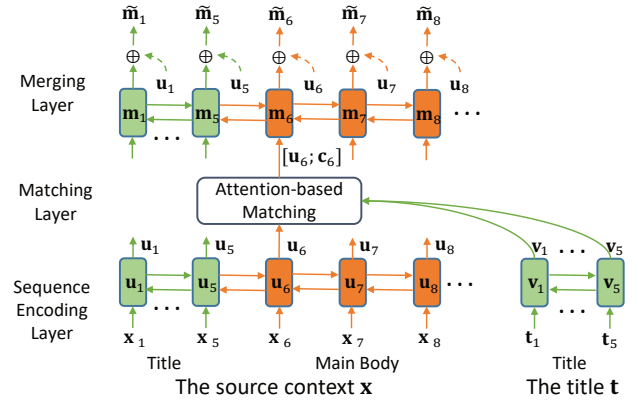 m̃₁ m̃₅ m̃₆ m̃₇ m̃₈
⊕ ⊕ ⊕ ⊕ ⊕
Merging
Layer
u₁ u₅ u₆ u₇ u₈
m₁ m₅ m₆ m₇ m₈ ...
...
[u₆; c₆]
Matching
Layer
Attention-based
Matching
u₁ u₅ u₆ u₇ u₈
v₁ ... v₅
Sequence
Encoding
Layer
u₁ u₅ u₆ u₇ u₈ ...
v₁ v₅
... ...
x₁ x₅ x₆ x₇ x₈
t₁ t₅
Title Main Body Title
The source context x The title t